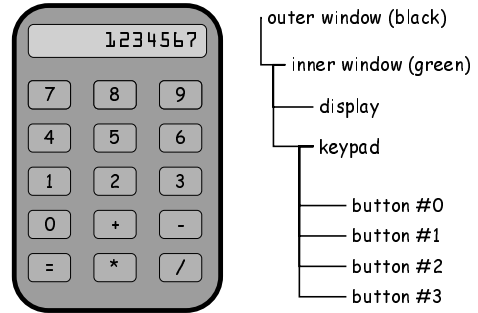 1234567
7 8 9
4 5 6
1 2 3
0 + -
= * /
outer window (black)
inner window (green)
display
keypad
button #0
button #1
button #2
button #3